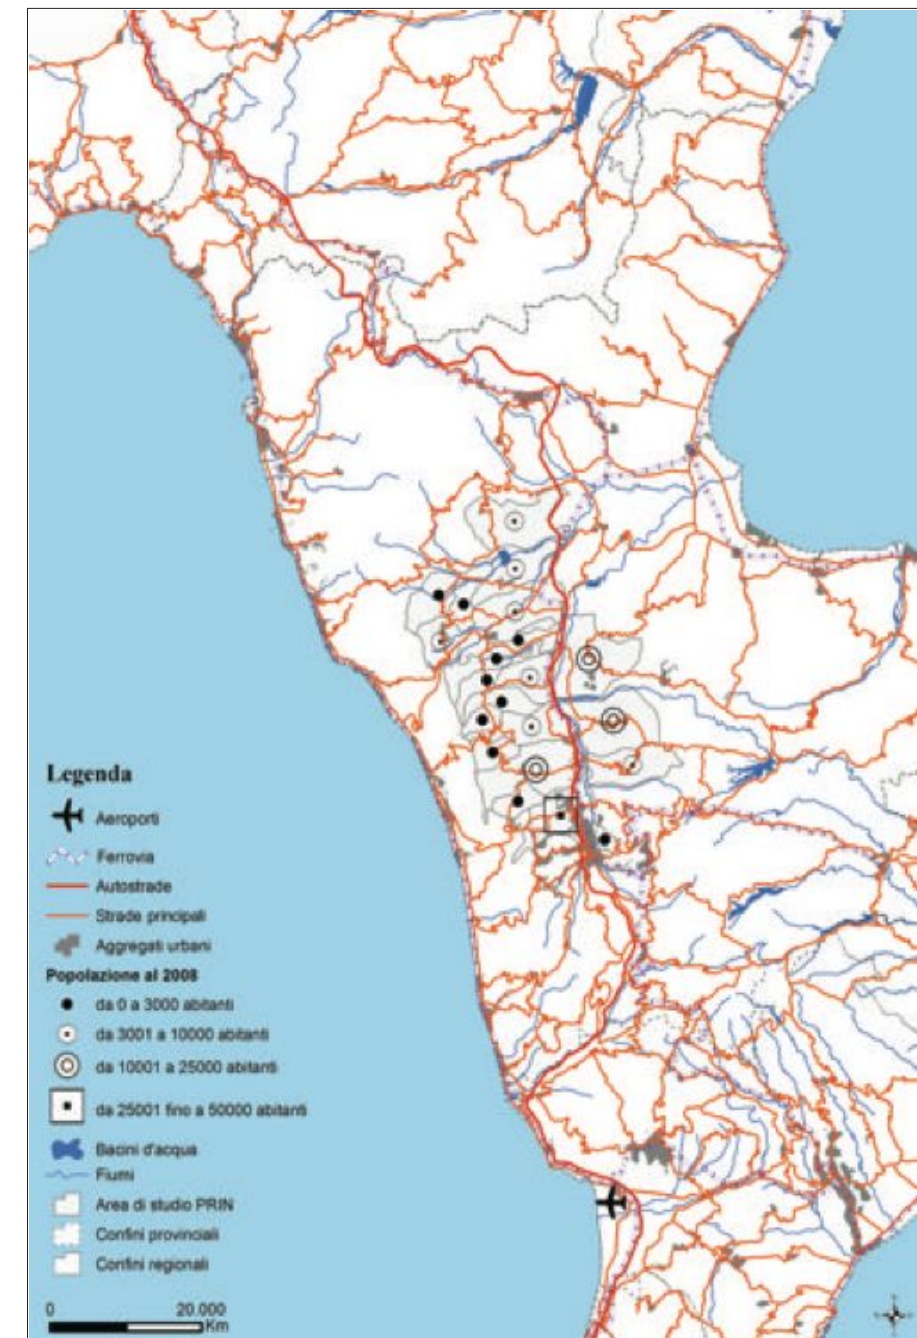 Legenda
Aeroporti
Ferrovia
Autostrade
Strade principali
Aggregati urbani
Popolazione al 2008
da 0 a 3000 abitanti
da 3001 a 10000 abitanti
da 10001 a 25000 abitanti
da 25001 fino a 50000 abitanti
Bacini d'acqua
Fiumi
Area di studio PRIN
Confini provinciali
Confini regionali
0 20.000
Km